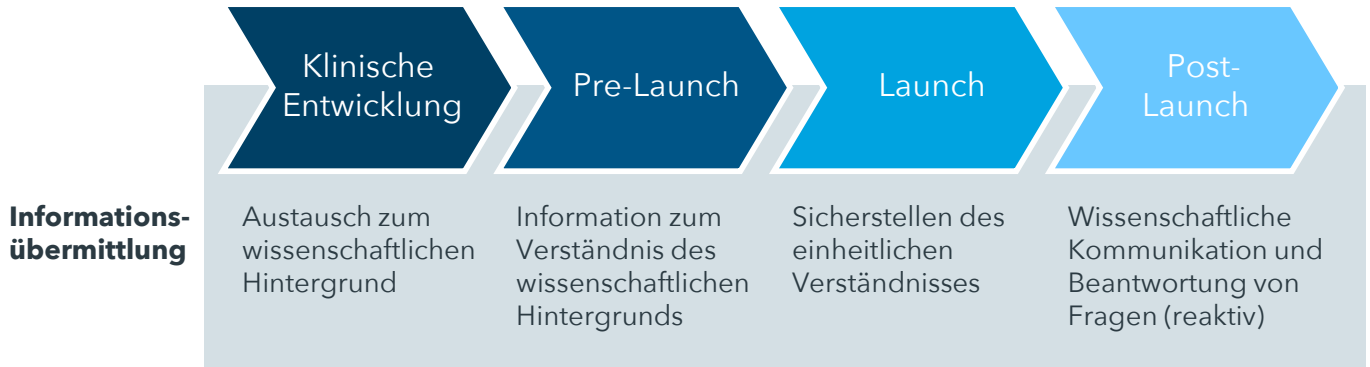 Klinische
Entwicklung
Pre-Launch
Launch
Post-
Launch
Informations-
übermittlung
Austausch zum
wissenschaftlichen
Hintergrund
Information zum
Verständnis des
wissenschaftlichen
Hintergrunds
Sicherstellen des
einheitlichen
Verständnisses
Wissenschaftliche
Kommunikation und
Beantwortung von
Fragen (reaktiv)